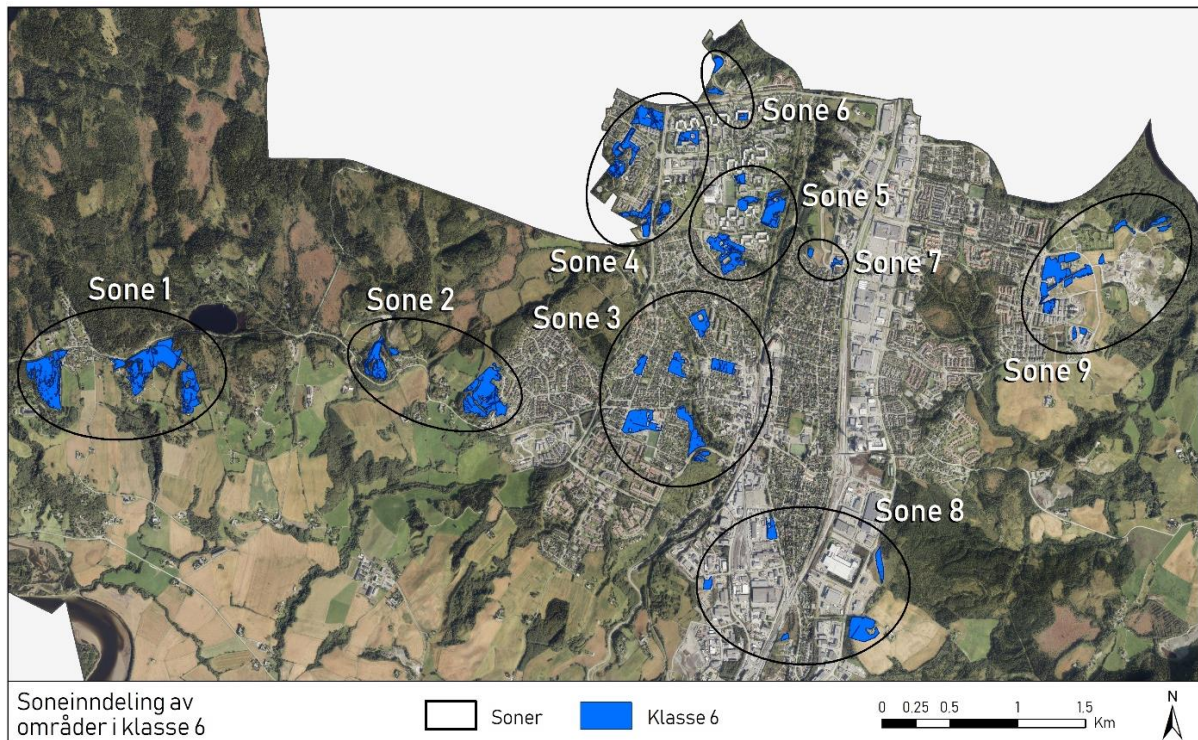 Sone 6
Sone 5
Sone 4
Sone 7
Sone 1
Sone 2
Sone 3
Sone 9
Sone 8
Soneinndeling av
områder i klasse 6
Soner
Klasse 6
0 0.25 0.5 1 1.5
Km
N